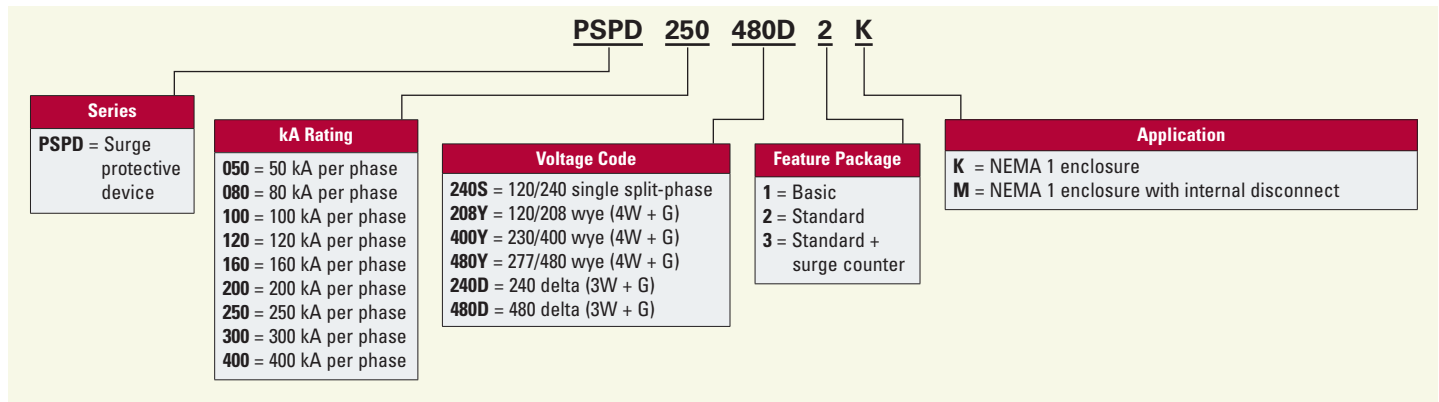 PSPD 250 480D 2 K
Series
PSPD = Surge
protective
device
kA Rating
050 = 50 kA per phase
080 = 80 kA per phase
100 = 100 kA per phase
120 = 120 kA per phase
160 = 160 kA per phase
200 = 200 kA per phase
250 = 250 kA per phase
300 = 300 kA per phase
400 = 400 kA per phase
Voltage Code
240S = 120/240 single split-phase
208Y = 120/208 wye (4W + G)
400Y = 230/400 wye (4W + G)
480Y = 277/480 wye (4W + G)
240D = 240 delta (3W + G)
480D = 480 delta (3W + G)
Feature Package
1 = Basic
2 = Standard
3 = Standard +
surge counter
Application
K = NEMA 1 enclosure
M = NEMA 1 enclosure with internal disconnect